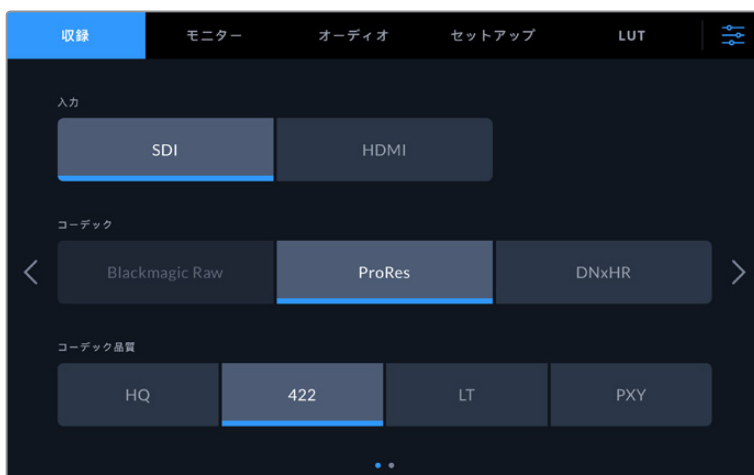 収録 モニター オーディオ セットアップ LUT
入力
SDI HDMI
コーデック
Blackmagic Raw ProRes DNxHR
コーデック品質
HQ 422 LT PXY